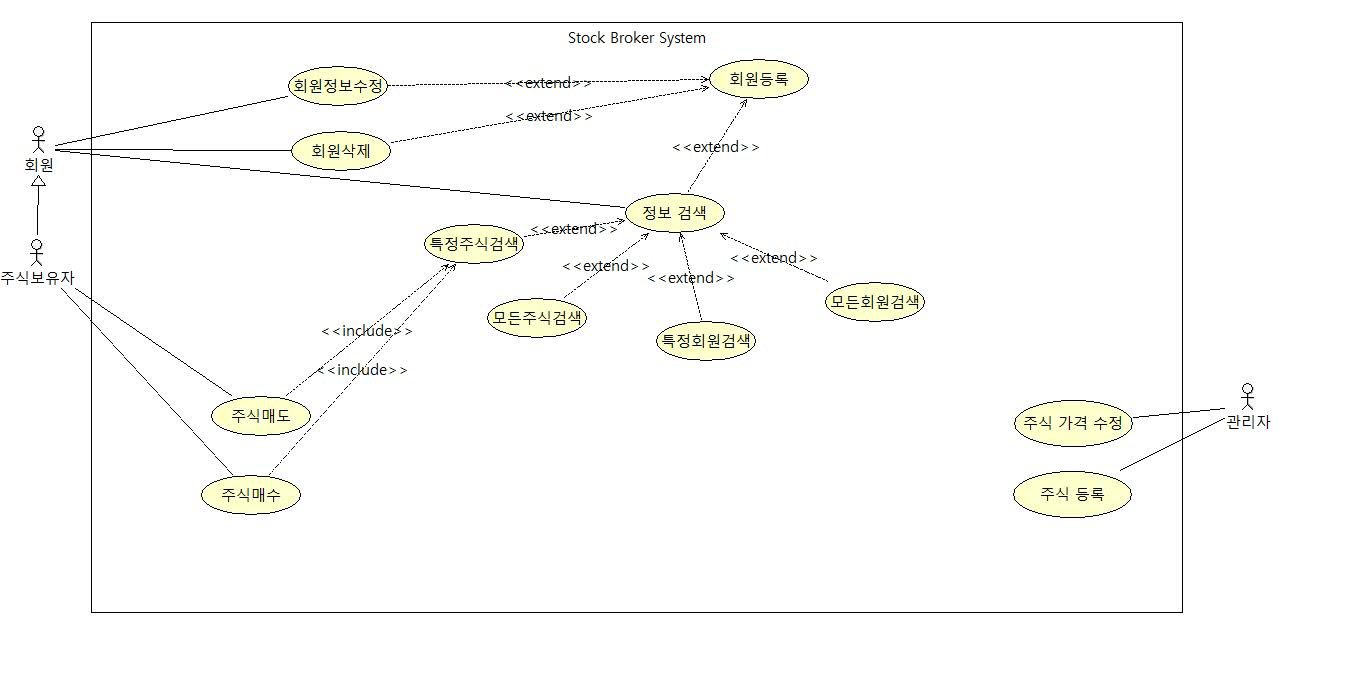 Stock Broker System
회원정보수정
<<extend>>
회원등록
<<extend>>
회원삭제
회원
<<extend>>
정보 검색
특정주식검색
<<extend>>
<<extend>>
<<extend>>
<<extend>>
주식보유자
모든주식검색
특정회원검색
모든회원검색
<<include>>
<<include>>
주식매도
주식매수
주식 가격 수정
관리자
주식 등록